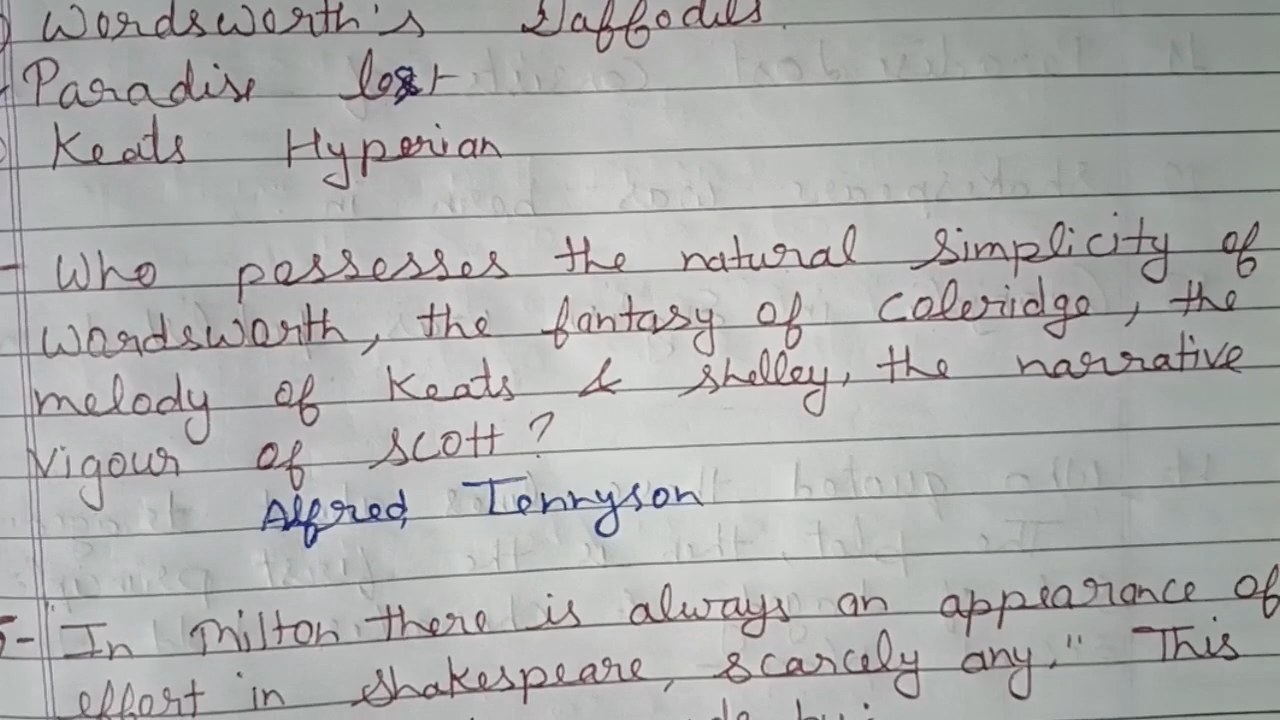 Wordsworth's Daffodils
Paradise lost
Keats Hyperian
Who possesses the natural simplicity of
Wordsworth, the fantasy of Coleridge, the
melody of Keats & Shelley, the narrative
Vigour of Scott?
Alfred Tennyson
5- "In Milton there is always an appearance of
effort in Shakespeare, scarcely any." This
by: